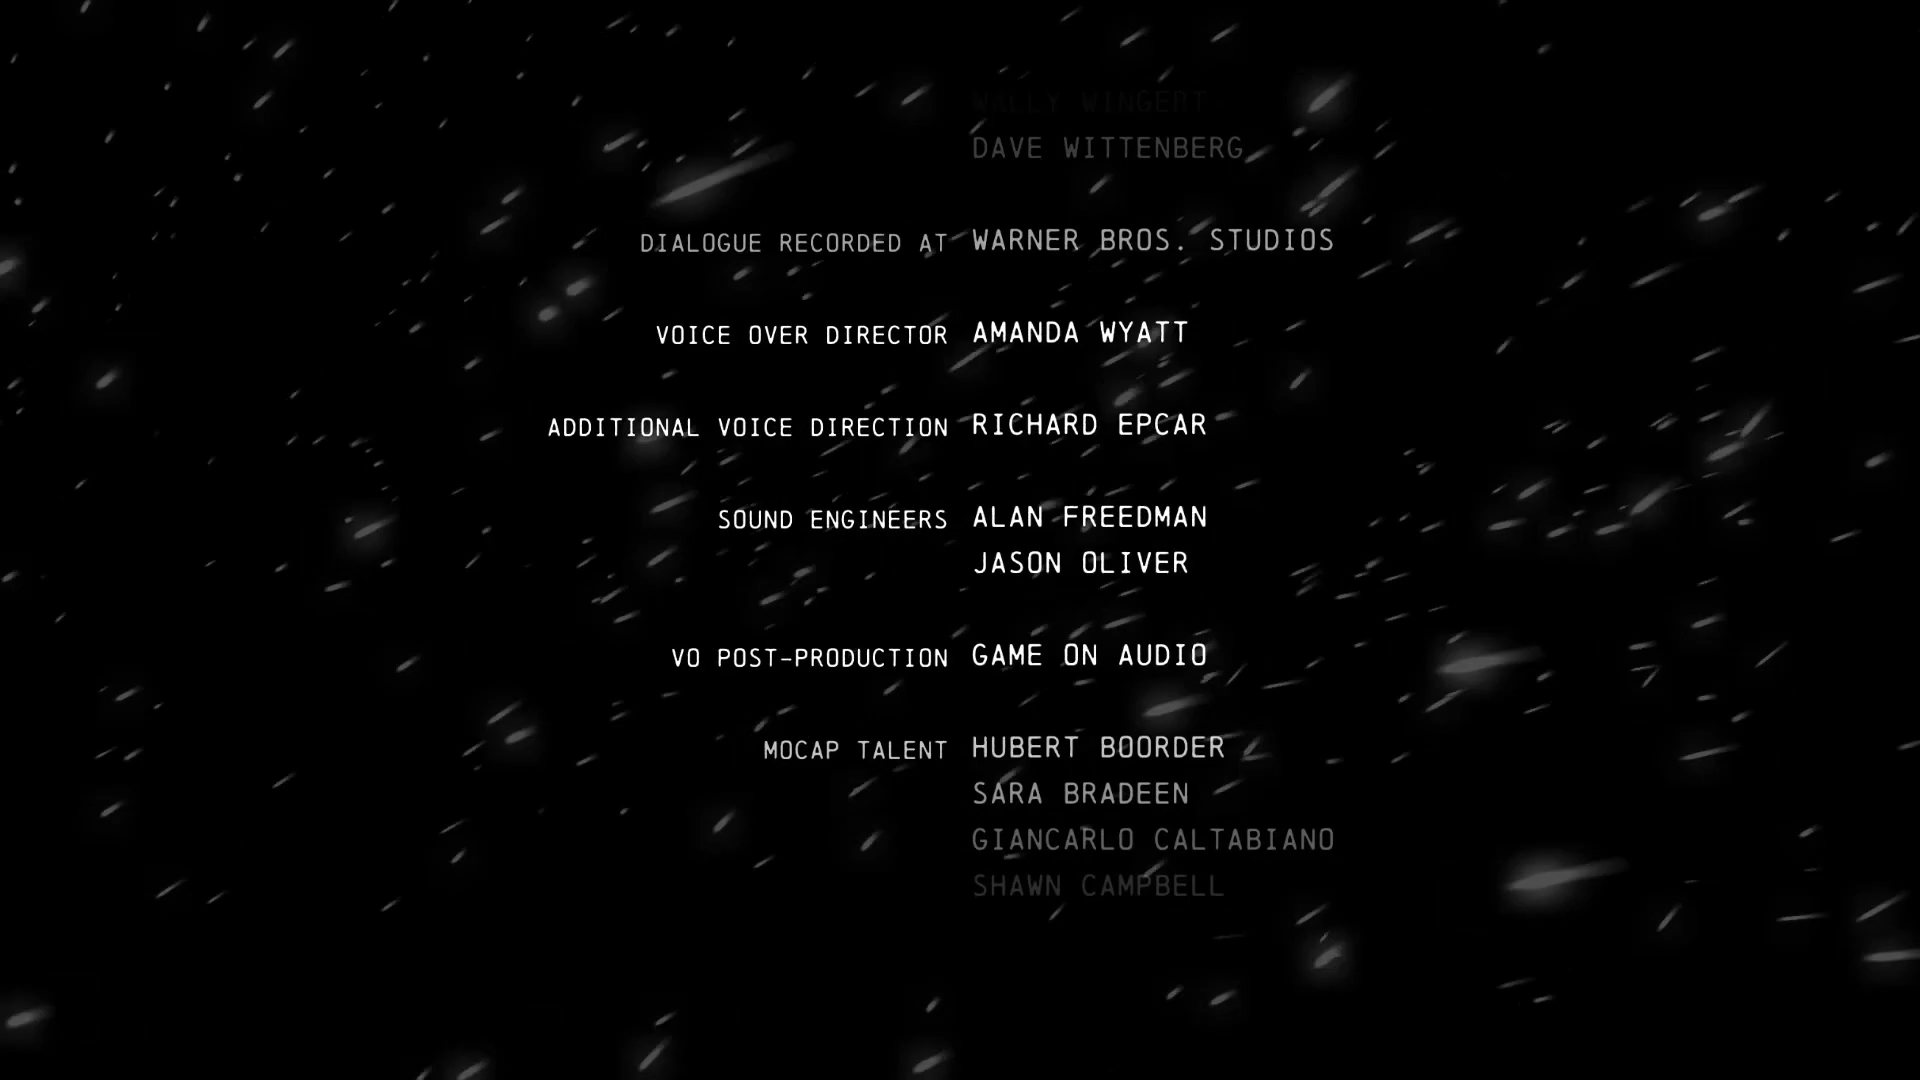 WALLY WINGERT
DAVE WITTENBERG
DIALOGUE RECORDED AT WARNER BROS. STUDIOS
VOICE OVER DIRECTOR AMANDA WYATT
ADDITIONAL VOICE DIRECTION RICHARD EPCAR
SOUND ENGINEERS ALAN FREEDMAN
JASON OLIVER
VO POST-PRODUCTION GAME ON AUDIO
MOCAP TALENT HUBERT BOORDER
SARA BRADEEN
GIANCARLO CALTABIANO
SHAWN CAMPBELL